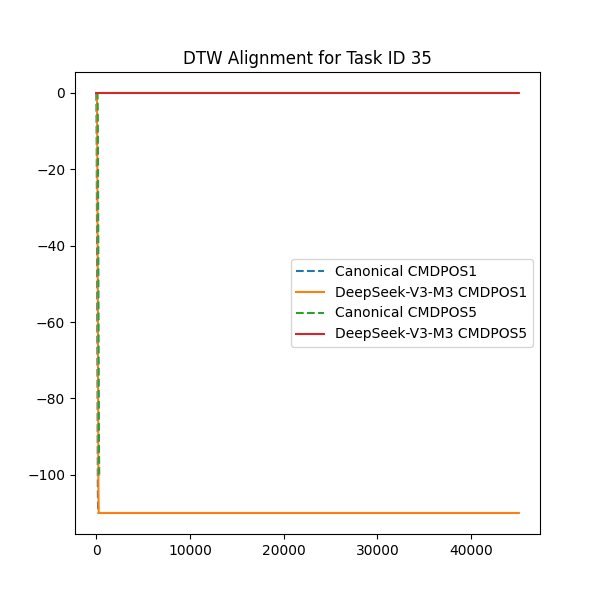 DTW Alignment for Task ID 35
0
−20
−40
−60
−80
−100
Canonical CMDPOS1
DeepSeek-V3-M3 CMDPOS1
Canonical CMDPOS5
DeepSeek-V3-M3 CMDPOS5
0 10000 20000 30000 40000